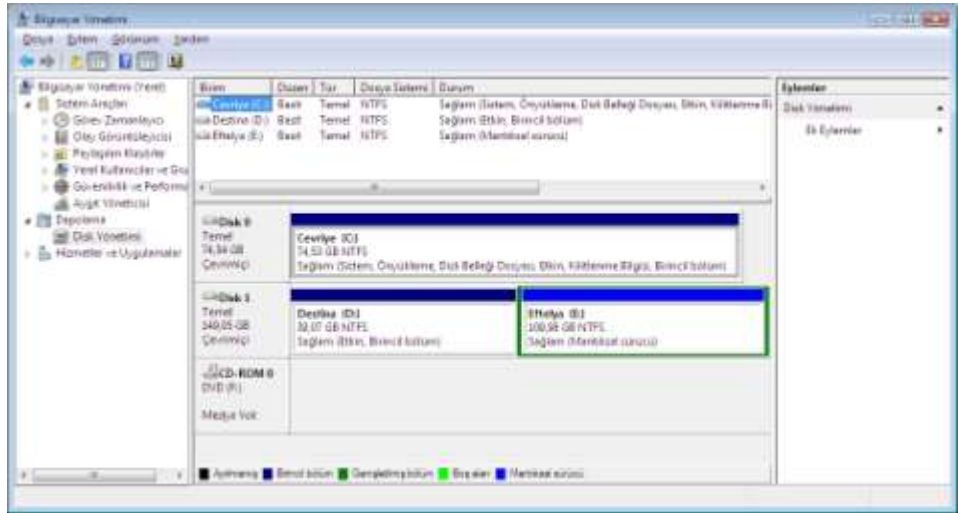 Bilgisayar Yönetimi
Dosya Eylem Görünüm Yardım
Bilgisayar Yönetimi (Yerel)
Sistem Araçları
Görev Zamanlayıcı
Olay Görüntüleyicisi
Paylaşılan Klasörler
Yerel Kullanıcılar ve Gru
Güvenilirlik ve Performa
Aygıt Yöneticisi
Depolama
Disk Yönetimi
Hizmetler ve Uygulamalar
Birim Düzen Tür Dosya Sistemi Durum
Cevriye (C:) Basit Temel NTFS Sağlam (Sistem, Önyükleme, Disk Belleği Dosyası, Etkin, Kilitlenme Bi
Destina (D:) Basit Temel NTFS Sağlam (Etkin, Birincil bölüm)
Eftelya (E:) Basit Temel NTFS Sağlam (Mantıksal sürücü)
Disk 0
Temel
Çevrimiçi
Cevriye (C:)
74,53 GB NTFS
Sağlam (Sistem, Önyükleme, Disk Belleği Dosyası, Etkin, Kilitlenme Bilgisi, Birincil bölüm)
Disk 1
Temel
149,05 GB
Çevrimiçi
Destina (D:)
39,07 GB NTFS
Sağlam (Etkin, Birincil bölüm)
Eftelya (E:)
109,98 GB NTFS
Sağlam (Mantıksal sürücü)
CD-ROM 0
DVD (F:)
Medya Yok
Ayrılmamış Birincil bölüm Genişletilmiş bölüm Boş alan Mantıksal sürücü
Eylemler
Disk Yönetimi
Ek Eylemler